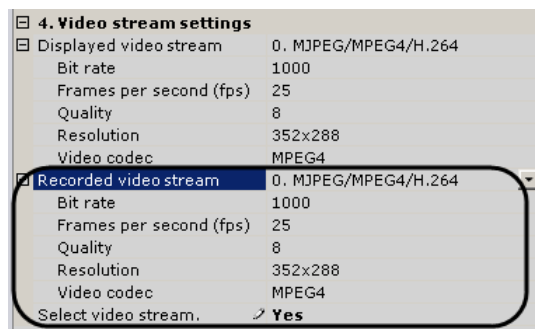 4. Video stream settings
Displayed video stream 0. MJPEG/MPEG4/H.264
Bit rate 1000
Frames per second (fps) 25
Quality 8
Resolution 352x288
Video codec MPEG4
Recorded video stream 0. MJPEG/MPEG4/H.264
Bit rate 1000
Frames per second (fps) 25
Quality 8
Resolution 352x288
Video codec MPEG4
Select video stream. Yes